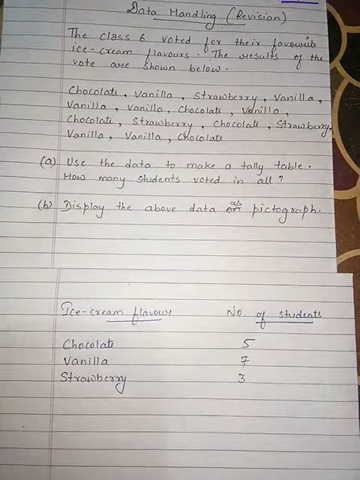 Data Handling (Revision)
The class 6 voted for their favourite
ice-cream flavours. The results of the
vote are shown below.
Chocolate, Vanilla, Strawberry, Vanilla,
Vanilla, Vanilla, Chocolate, Vanilla,
Chocolate, Strawberry, Chocolate, Strawberry,
Vanilla, Vanilla, Chocolate
(a) Use the data to make a tally table.
How many students voted in all?
(b) Display the above data as pictograph.
Ice-cream flavour No. of students
Chocolate 5
Vanilla 7
Strawberry 3